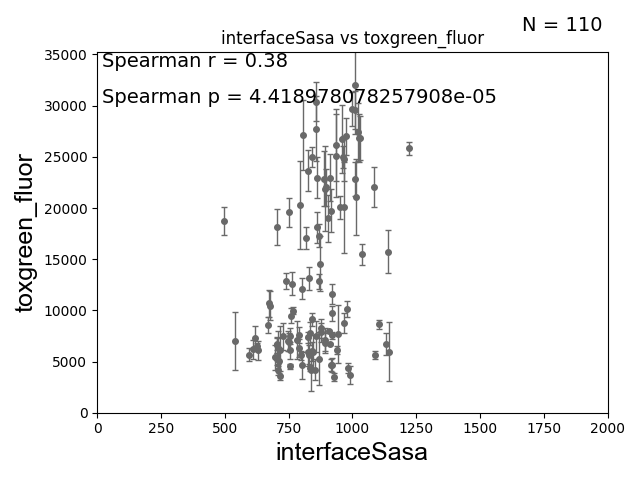 N = 110
interfaceSasa vs toxgreen_fluor
Spearman r = 0.38
Spearman p = 4.418978078257908e-05
toxgreen_fluor
35000
30000
25000
20000
15000
10000
5000
0
0 250 500 750 1000 1250 1500 1750 2000
interfaceSasa